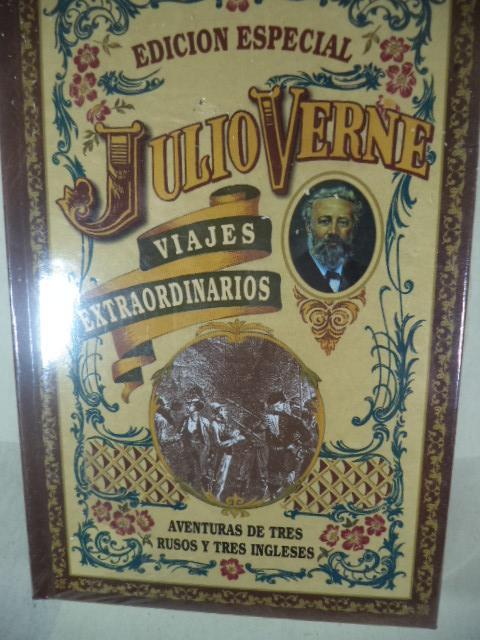 EDICION ESPECIAL
JULIO VERNE
VIAJES
EXTRAORDINARIOS
AVENTURAS DE TRES
RUSOS Y TRES INGLESES